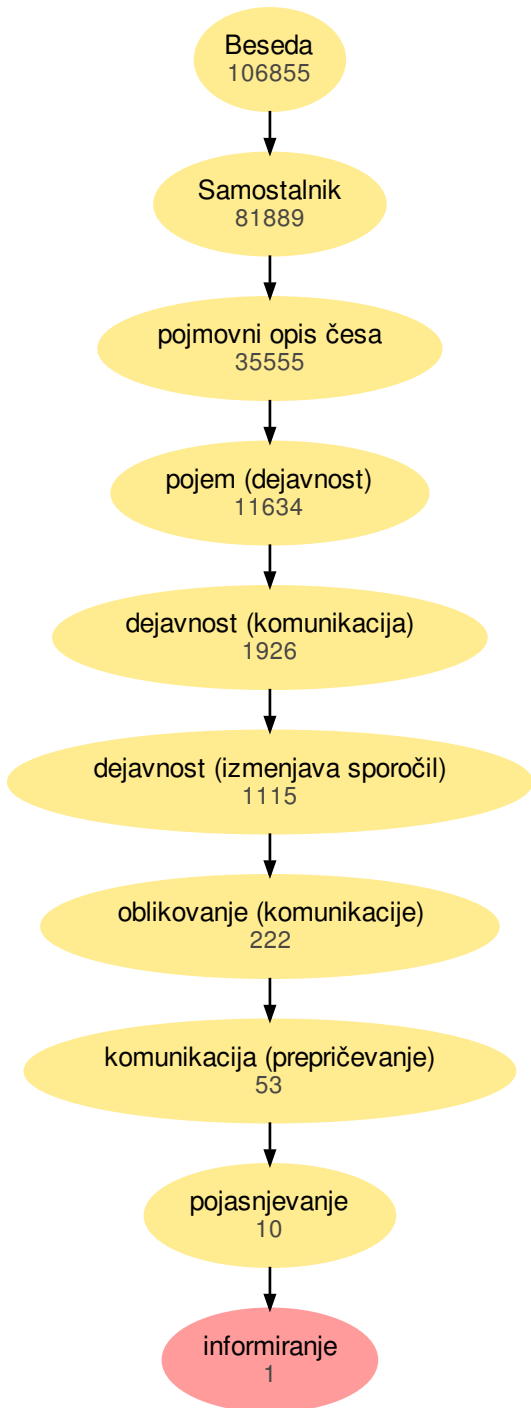 Beseda
106855
Samostalnik
81889
pojmovni opis česa
35555
pojem (dejavnost)
11634
dejavnost (komunikacija)
1926
dejavnost (izmenjava sporočil)
1115
oblikovanje (komunikacije)
222
komunikacija (prepričevanje)
53
pojasnjevanje
10
informiranje
1